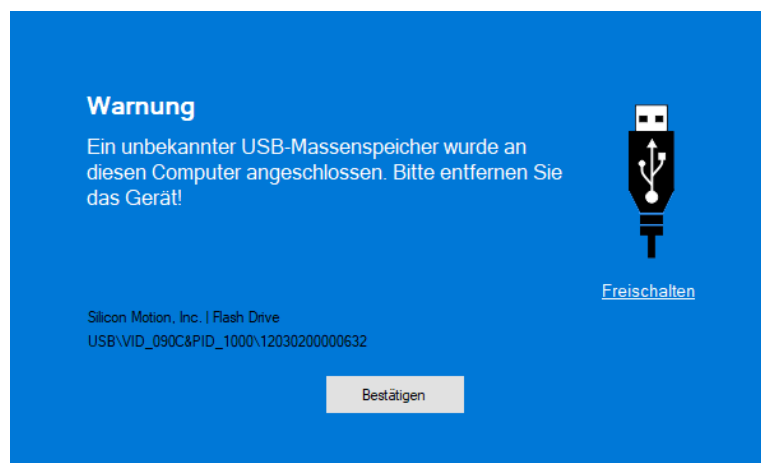 Warnung
Ein unbekannter USB-Massenspeicher wurde an
diesen Computer angeschlossen. Bitte entfernen Sie
das Gerät!
Freischalten
Silicon Motion, Inc. | Flash Drive
USB\VID_090C&PID_1000\12030200000632
Bestätigen